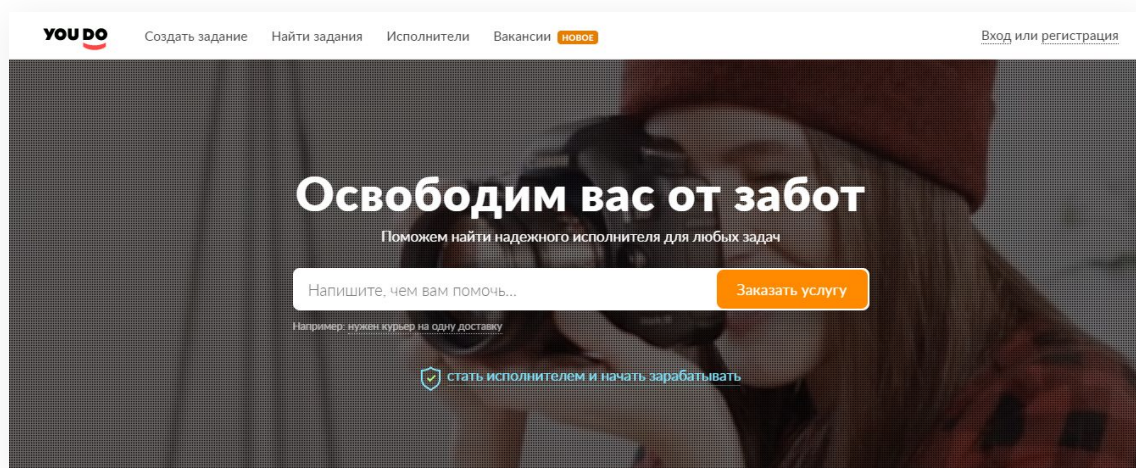 YOU DO Создать задание Найти задания Исполнители Вакансии НОВОЕ Вход или регистрация
Освободим вас от забот
Поможем найти надежного исполнителя для любых задач
Напишите, чем вам помочь... Заказать услугу
Например: нужен курьер на одну доставку
стать исполнителем и начать зарабатывать